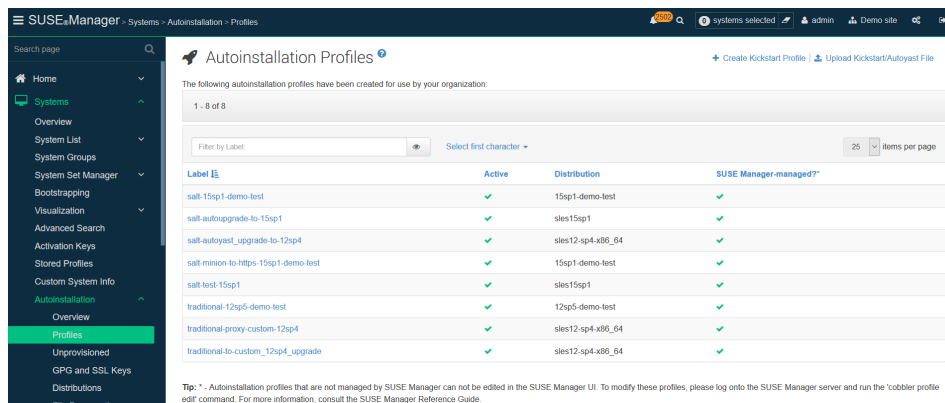 SUSE®Manager > Systems > Autoinstallation > Profiles
2502
0 systems selected
admin
Demo site
Search page
Home
Systems
Overview
System List
System Groups
System Set Manager
Bootstrapping
Visualization
Advanced Search
Activation Keys
Stored Profiles
Custom System Info
Autoinstallation
Overview
Profiles
Unprovisioned
GPG and SSL Keys
Distributions
Autoinstallation Profiles ?
+ Create Kickstart Profile | Upload Kickstart/Autoyast File
The following autoinstallation profiles have been created for use by your organization:
1 - 8 of 8
Filter by Label:
Select first character
25 items per page
Label Active Distribution SUSE Manager-managed?*
salt-15sp1-demo-test 15sp1-demo-test
salt-autoupgrade-to-15sp1 sles15sp1
salt-autoyast_upgrade-to-12sp4 sles12-sp4-x86_64
salt-minion-to-https-15sp1-demo-test 15sp1-demo-test
salt-test-15sp1 sles15sp1
traditional-12sp5-demo-test 12sp5-demo-test
traditional-proxy-custom-12sp4 sles12-sp4-x86_64
traditional-to-custom_12sp4_upgrade sles12-sp4-x86_64
Tip: * - Autoinstallation profiles that are not managed by SUSE Manager can not be edited in the SUSE Manager UI. To modify these profiles, please log onto the SUSE Manager server and run the 'cobbler profile
edit' command. For more information, consult the SUSE Manager Reference Guide.